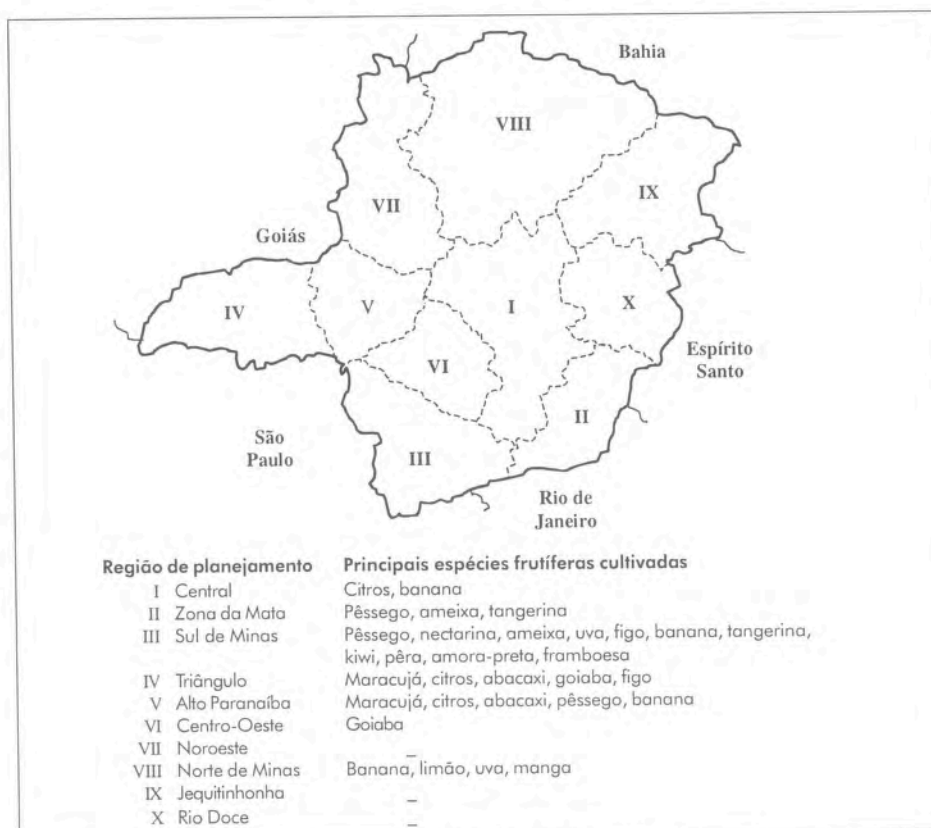 Bahia
VIII
IX
VII
Goiás
IV
V
I
X
VI
Espírito
Santo
II
São
Paulo
III
Rio de
Janeiro
Região de planejamento Principais espécies frutíferas cultivadas
I Central Citros, banana
II Zona da Mata Pêssego, ameixa, tangerina
III Sul de Minas Pêssego, nectarina, ameixa, uva, figo, banana, tangerina,
kiwi, pêra, amora-preta, framboesa
IV Triângulo Maracujá, citros, abacaxi, goiaba, figo
V Alto Paranaíba Maracujá, citros, abacaxi, pêssego, banana
VI Centro-Oeste Goiaba
VII Noroeste –
VIII Norte de Minas Banana, limão, uva, manga
IX Jequitinhonha –
X Rio Doce –